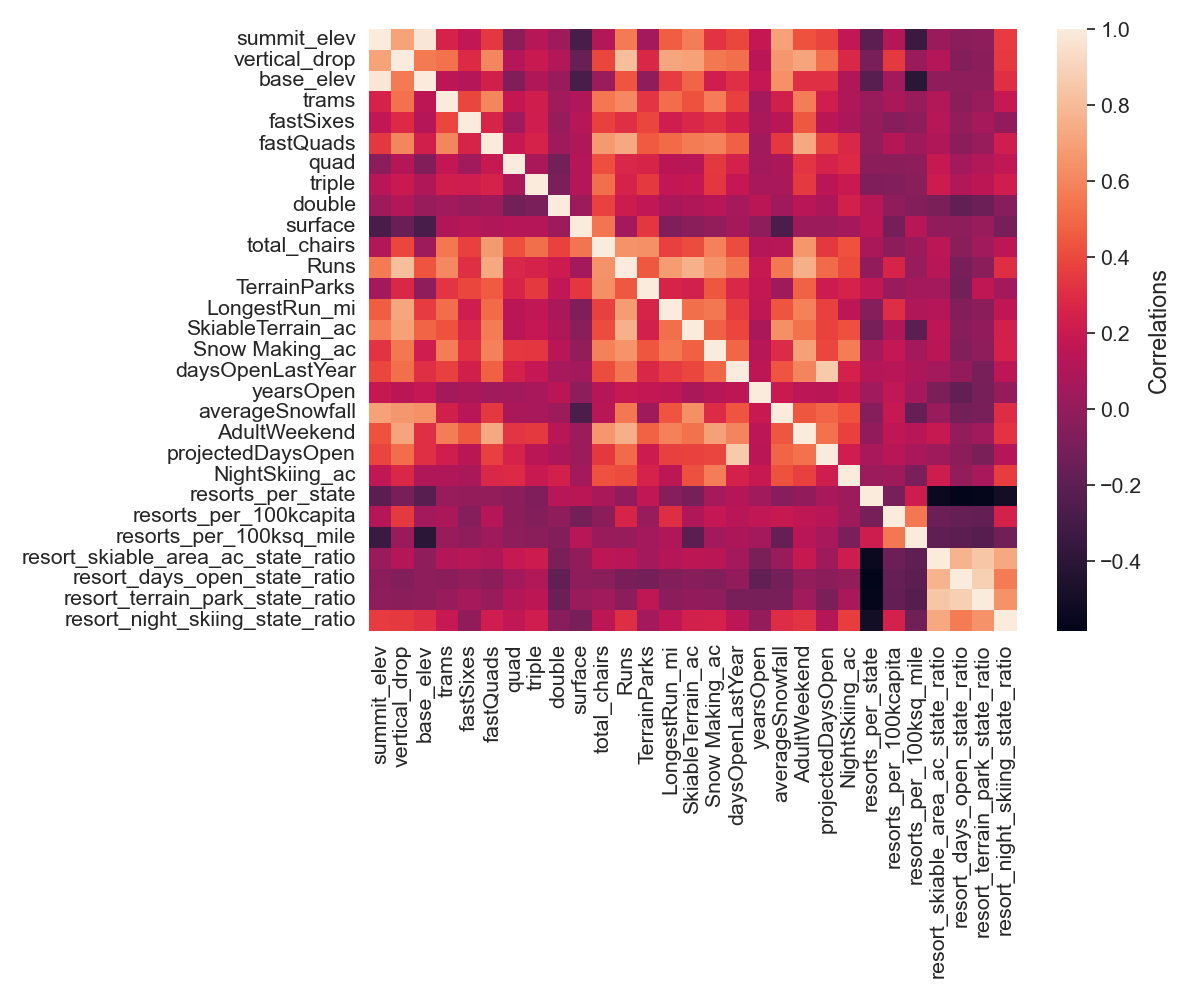 summit_elev
vertical_drop
base_elev
trams
fastSixes
fastQuads
quad
triple
double
surface
total_chairs
Runs
TerrainParks
LongestRun_mi
SkiableTerrain_ac
Snow Making_ac
daysOpenLastYear
yearsOpen
averageSnowfall
AdultWeekend
projectedDaysOpen
NightSkiing_ac
resorts_per_state
resorts_per_100kcapita
resorts_per_100ksq_mile
resort_skiable_area_ac_state_ratio
resort_days_open_state_ratio
resort_terrain_park_state_ratio
resort_night_skiing_state_ratio
summit_elev
vertical_drop
base_elev
trams
fastSixes
fastQuads
quad
triple
double
surface
total_chairs
Runs
TerrainParks
LongestRun_mi
SkiableTerrain_ac
Snow Making_ac
daysOpenLastYear
yearsOpen
averageSnowfall
AdultWeekend
projectedDaysOpen
NightSkiing_ac
resorts_per_state
resorts_per_100kcapita
resorts_per_100ksq_mile
resort_skiable_area_ac_state_ratio
resort_days_open_state_ratio
resort_terrain_park_state_ratio
resort_night_skiing_state_ratio
1.0
0.8
0.6
0.4
0.2
0.0
−0.2
−0.4
Correlations